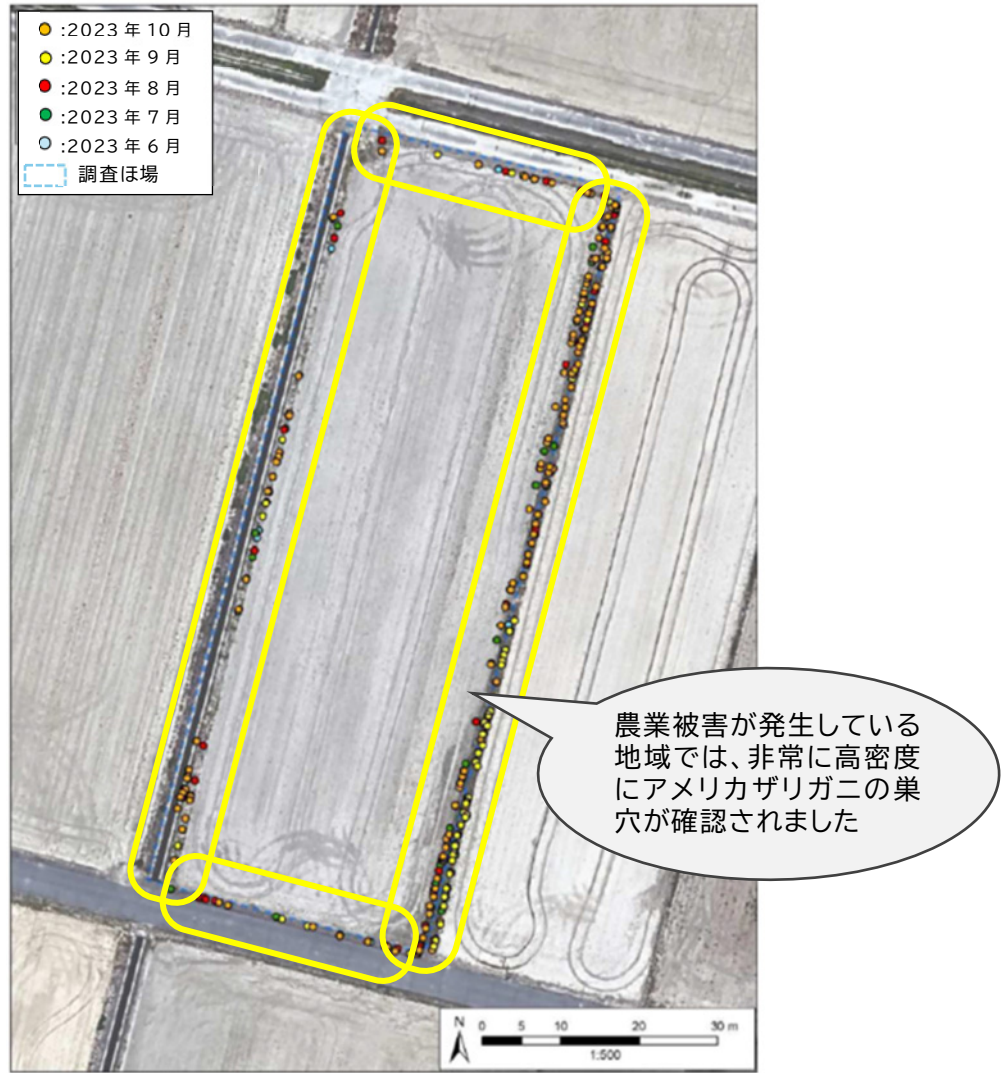 :2023 年 10 月
:2023 年 9 月
:2023 年 8 月
:2023 年 7 月
:2023 年 6 月
調査ほ場
農業被害が発生している
地域では、非常に高密度
にアメリカザリガニの巣
穴が確認されました
N 0 5 10 20 30 m
1:500